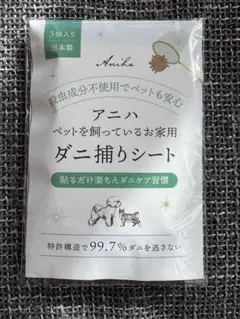 3個入り
日本製
Aniha
殺虫成分不使用でペットも安心
アニハ
ペットを飼っているお家用
ダニ捕りシート
貼るだけ楽ちんダニケア習慣
特許構造で99.7%ダニを逃さない